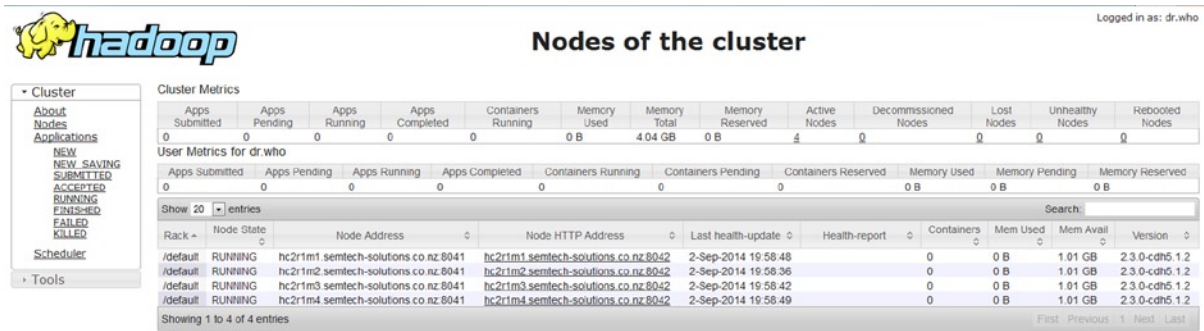 Logged in as: dr.who
hadoop
Nodes of the cluster
Cluster
About
Nodes
Applications
NEW
NEW_SAVING
SUBMITTED
ACCEPTED
RUNNING
FINISHED
FAILED
KILLED
Scheduler
Tools
Cluster Metrics
Apps Submitted Apps Pending Apps Running Apps Completed Containers Running Memory Used Memory Total Memory Reserved Active Nodes Decommissioned Nodes Lost Nodes Unhealthy Nodes Rebooted Nodes
0 0 0 0 0 0 B 4.04 GB 0 B 4 0 0 0 0
User Metrics for dr.who
Apps Submitted Apps Pending Apps Running Apps Completed Containers Running Containers Pending Containers Reserved Memory Used Memory Pending Memory Reserved
0 0 0 0 0 0 0 0 B 0 B 0 B
Show 20 entries Search:
Rack Node State Node Address Node HTTP Address Last health-update Health-report Containers Mem Used Mem Avail Version
/default RUNNING hc2r1m1.semtech-solutions.co.nz:8041 hc2r1m1.semtech-solutions.co.nz:8042 2-Sep-2014 19:58:48 0 0 B 1.01 GB 2.3.0-cdh5.1.2
/default RUNNING hc2r1m2.semtech-solutions.co.nz:8041 hc2r1m2.semtech-solutions.co.nz:8042 2-Sep-2014 19:58:36 0 0 B 1.01 GB 2.3.0-cdh5.1.2
/default RUNNING hc2r1m3.semtech-solutions.co.nz:8041 hc2r1m3.semtech-solutions.co.nz:8042 2-Sep-2014 19:58:42 0 0 B 1.01 GB 2.3.0-cdh5.1.2
/default RUNNING hc2r1m4.semtech-solutions.co.nz:8041 hc2r1m4.semtech-solutions.co.nz:8042 2-Sep-2014 19:58:49 0 0 B 1.01 GB 2.3.0-cdh5.1.2
Showing 1 to 4 of 4 entries First Previous 1 Next Last